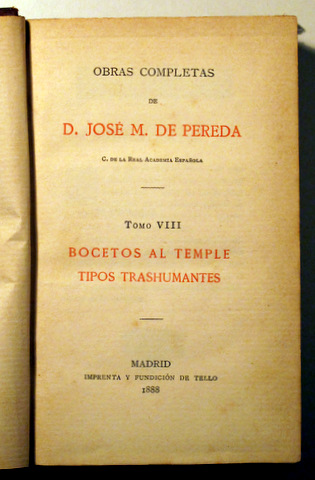 OBRAS COMPLETAS
DE
D. JOSÉ M. DE PEREDA
C. DE LA REAL ACADEMIA ESPAÑOLA
TOMO VIII
BOCETOS AL TEMPLE
TIPOS TRASHUMANTES
MADRID
IMPRENTA Y FUNDICIÓN DE TELLO
1888